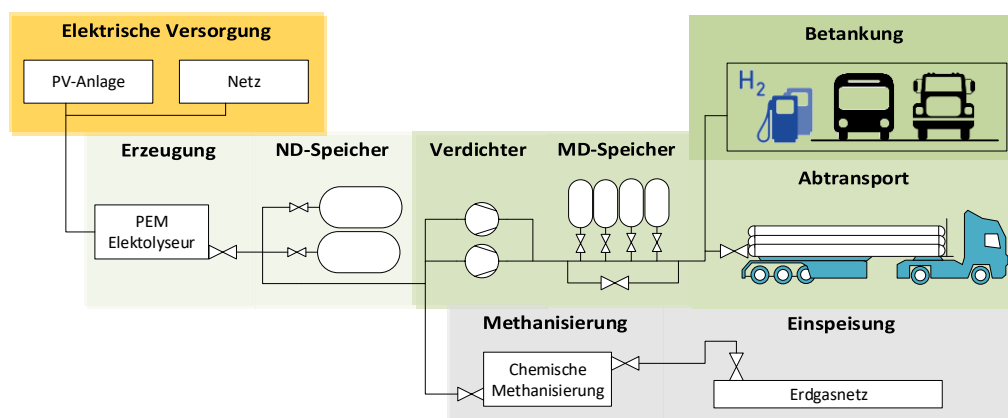 Elektrische Versorgung
PV-Anlage
Netz
Betankung
H2
Erzeugung
ND-Speicher
Verdichter
MD-Speicher
Abtransport
PEM
Elektolyseur
Methanisierung
Einspeisung
Chemische
Methanisierung
Erdgasnetz